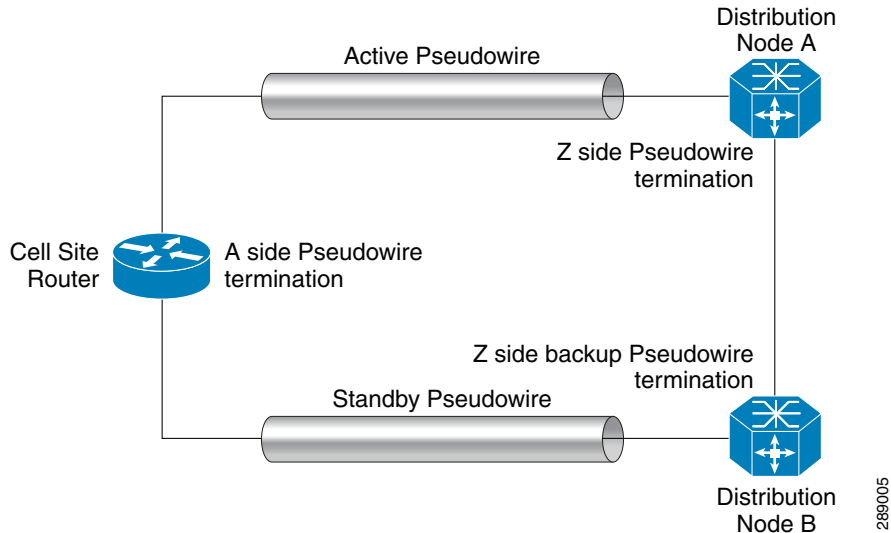 Distribution
Node A
Active Pseudowire
Z side Pseudowire
termination
Cell Site
Router
A side Pseudowire
termination
Z side backup Pseudowire
termination
Standby Pseudowire
Distribution
Node B
289005